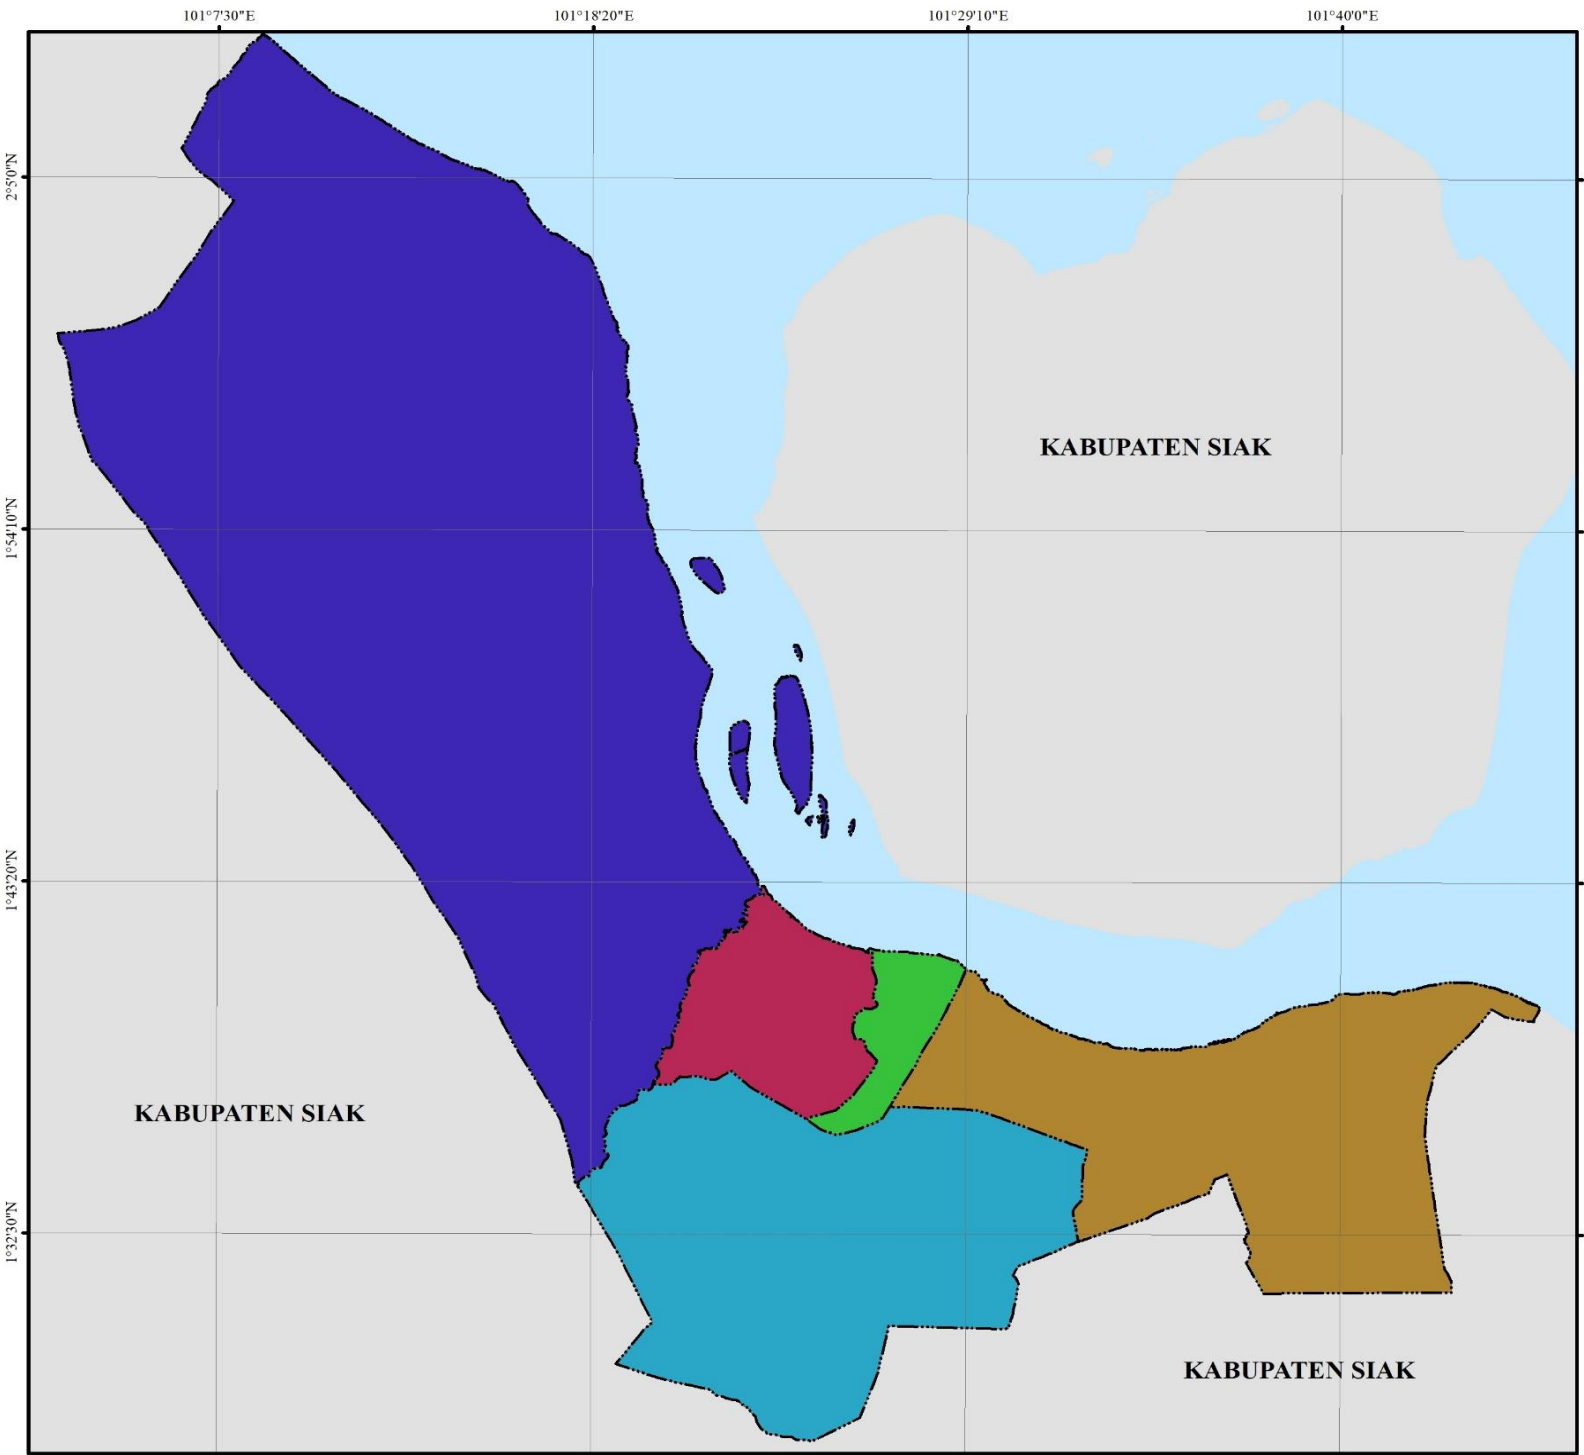 101°7'30"E
101°18'20"E
101°29'10"E
101°40'0"E
2°5'0"N
1°54'10"N
KABUPATEN SIAK
1°43'20"N
KABUPATEN SIAK
1°32'30"N
KABUPATEN SIAK